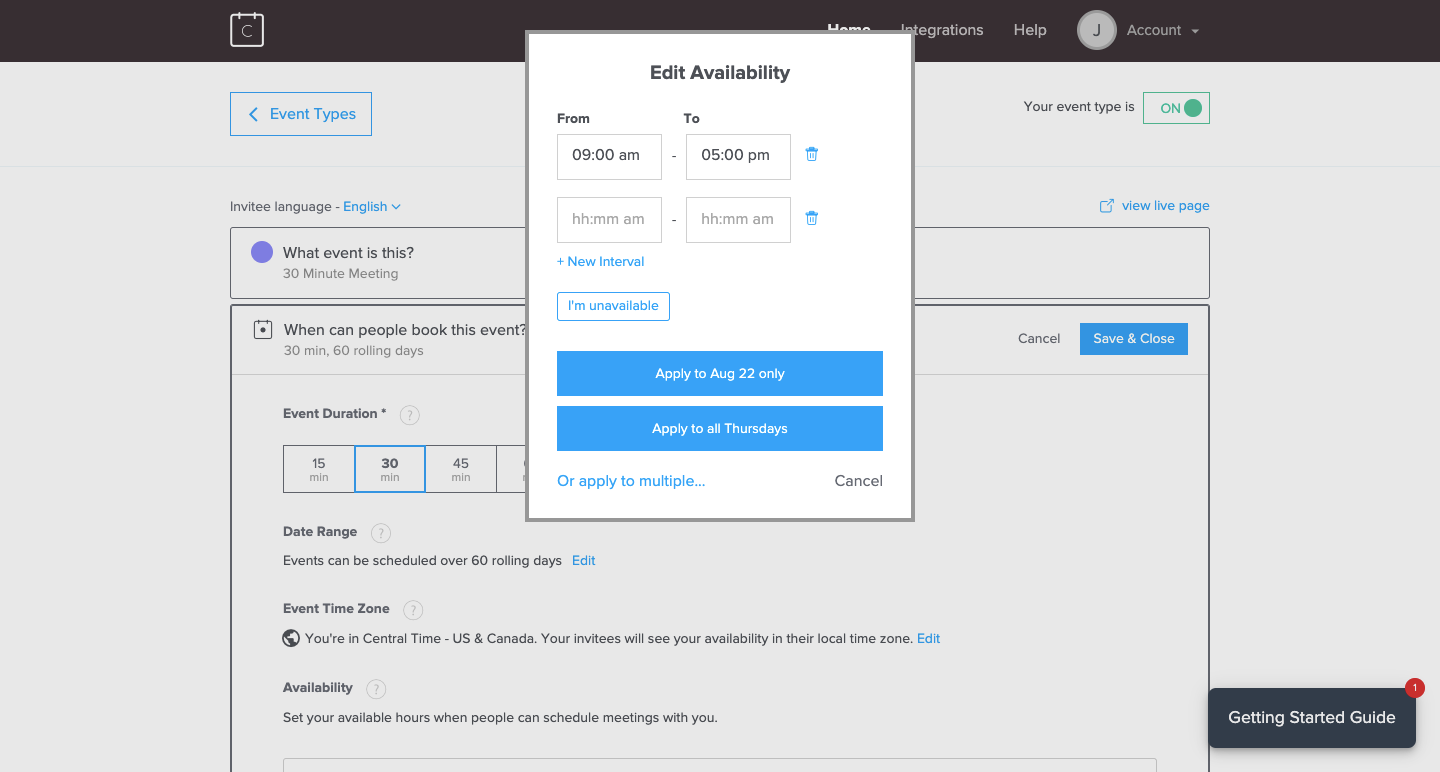 C
Home
Integrations
Help
J
Account
Event Types
Your event type is
ON
Edit Availability
From
To
09:00 am
-
05:00 pm
hh:mm am
-
hh:mm am
+ New Interval
I'm unavailable
Apply to Aug 22 only
Apply to all Thursdays
Or apply to multiple...
Cancel
Invitee language - English
view live page
What event is this?
30 Minute Meeting
When can people book this event?
30 min, 60 rolling days
Cancel
Save & Close
Event Duration *
?
15
min
30
min
45
min
Date Range
?
Events can be scheduled over 60 rolling days Edit
Event Time Zone
?
You're in Central Time - US & Canada. Your invitees will see your availability in their local time zone. Edit
Availability
?
Set your available hours when people can schedule meetings with you.
1
Getting Started Guide